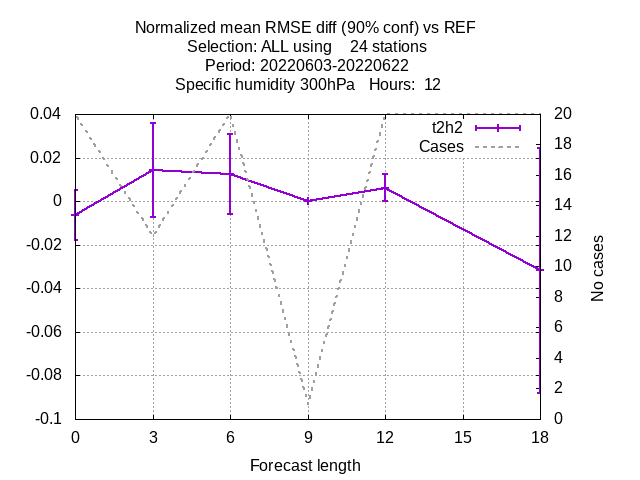 Normalized mean RMSE diff (90% conf) vs REF
Selection: ALL using    24 stations
Period: 20220603-20220622
Specific humidity 300hPa   Hours:  12
0.04
0.02
0
-0.02
-0.04
-0.06
-0.08
-0.1
t2h2
Cases
20
18
16
14
12
10
8
6
4
2
0
No cases
0 3 6 9 12 15 18
Forecast length